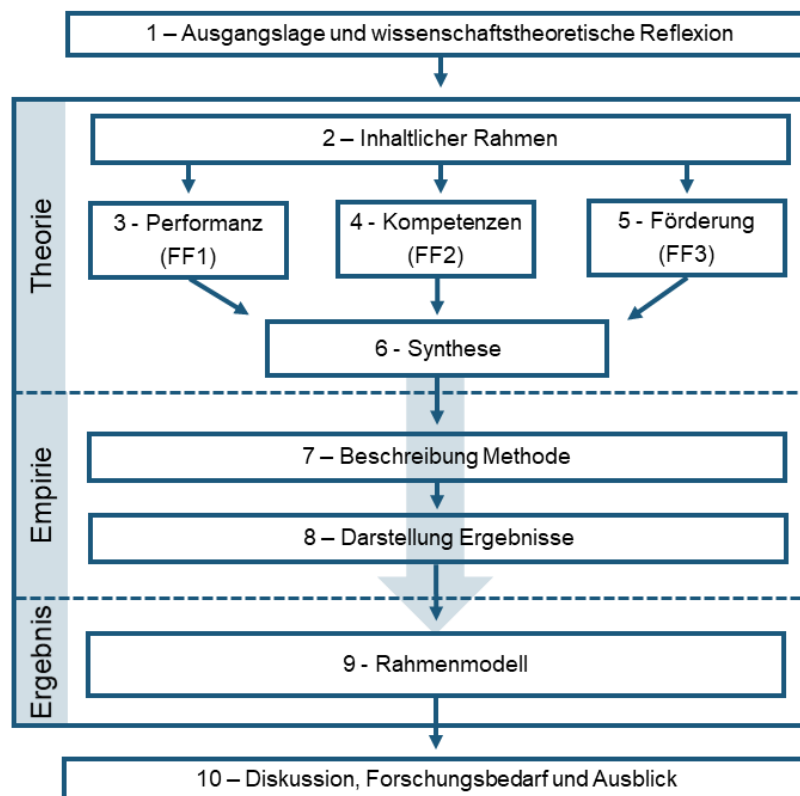 1 – Ausgangslage und wissenschaftstheoretische Reflexion
Theorie
2 – Inhaltlicher Rahmen
3 - Performanz
(FF1)
4 - Kompetenzen
(FF2)
5 - Förderung
(FF3)
6 - Synthese
Empirie
7 – Beschreibung Methode
8 – Darstellung Ergebnisse
Ergebnis
9 - Rahmenmodell
10 – Diskussion, Forschungsbedarf und Ausblick